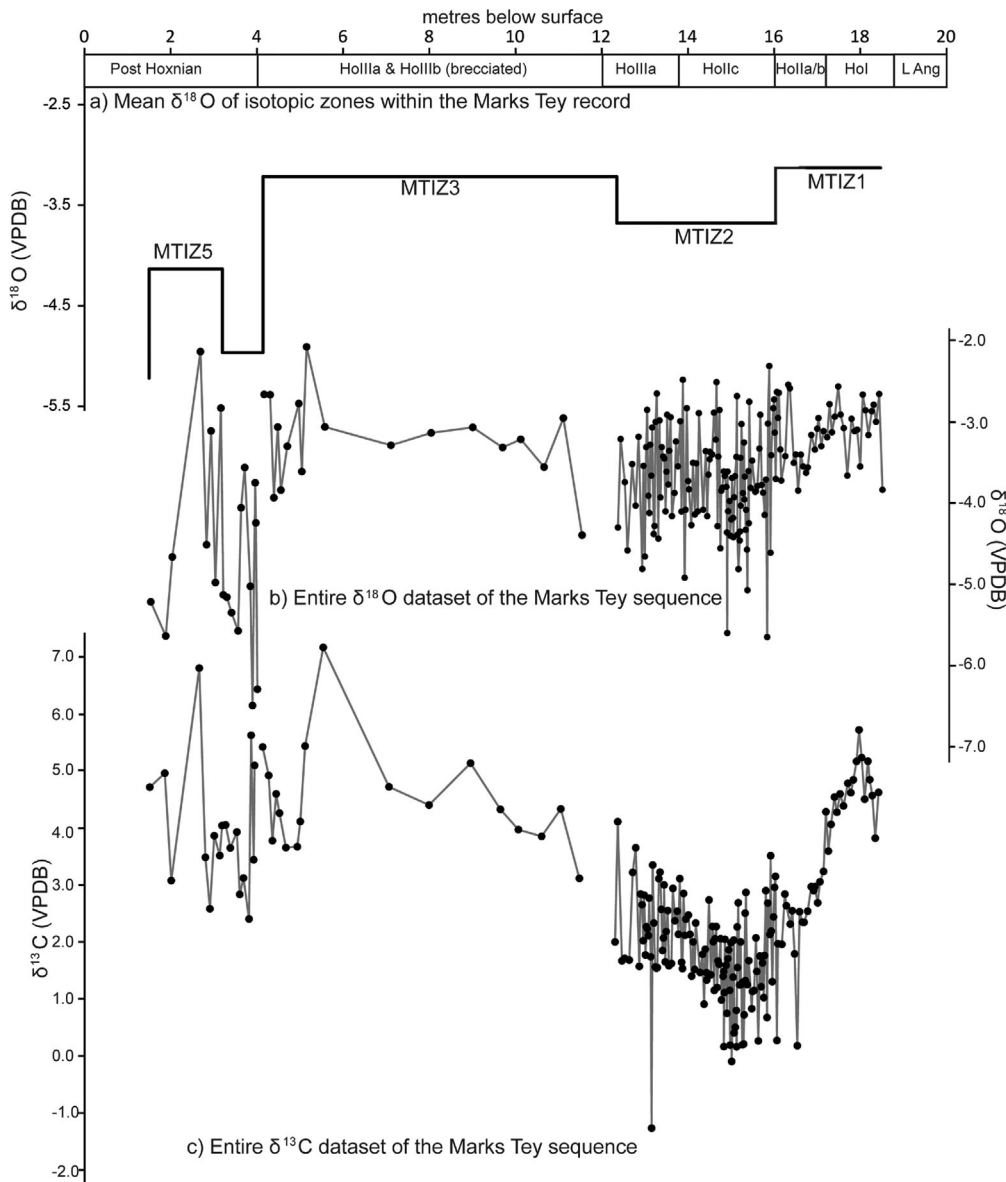 metres below surface
0 2 4 6 8 10 12 14 16 18 20
Post Hoxnian HoIIIa & HoIIIb (brecciated) HoIIIa HoIIc HoIIa/b HoI L Ang
a) Mean δ¹⁸O of isotopic zones within the Marks Tey record
-2.5
-3.5
-4.5
-5.5
δ¹⁸O (VPDB)
MTIZ5
MTIZ3
MTIZ2
MTIZ1
-2.0
-3.0
-4.0
-5.0
-6.0
-7.0
δ¹⁸O (VPDB)
b) Entire δ¹⁸O dataset of the Marks Tey sequence
7.0
6.0
5.0
4.0
3.0
2.0
1.0
0.0
-1.0
-2.0
δ¹³C (VPDB)
c) Entire δ¹³C dataset of the Marks Tey sequence